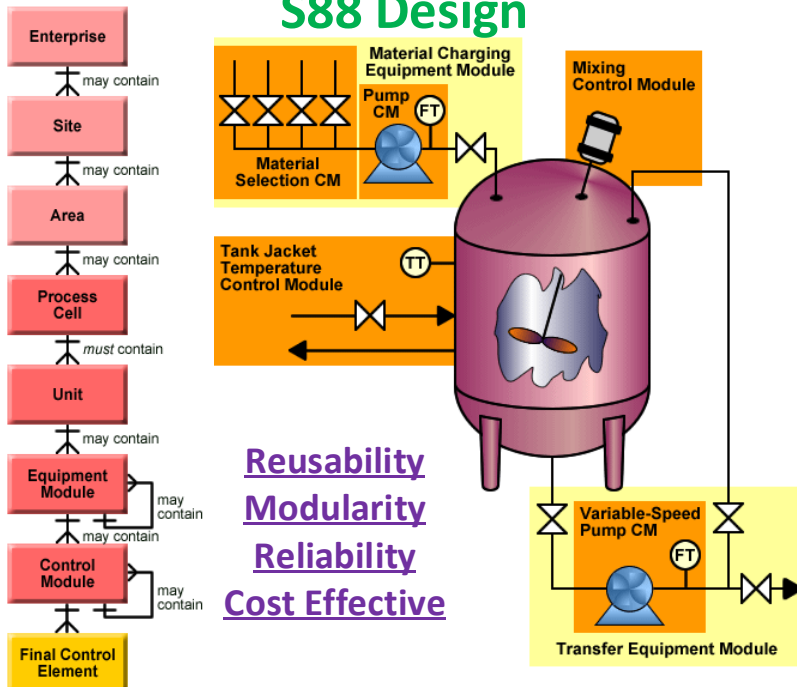 S88 Design
Enterprise
may contain
Site
may contain
Area
may contain
Process
Cell
must contain
Unit
may contain
Equipment
Module
may
contain
may contain
Control
Module
may
contain
Final Control
Element
Material Charging
Equipment Module
Pump
CM
FT
Material
Selection CM
Mixing
Control Module
Tank Jacket
Temperature
Control Module
TT
Reusability
Modularity
Reliability
Cost Effective
Variable-Speed
Pump CM
FT
Transfer Equipment Module